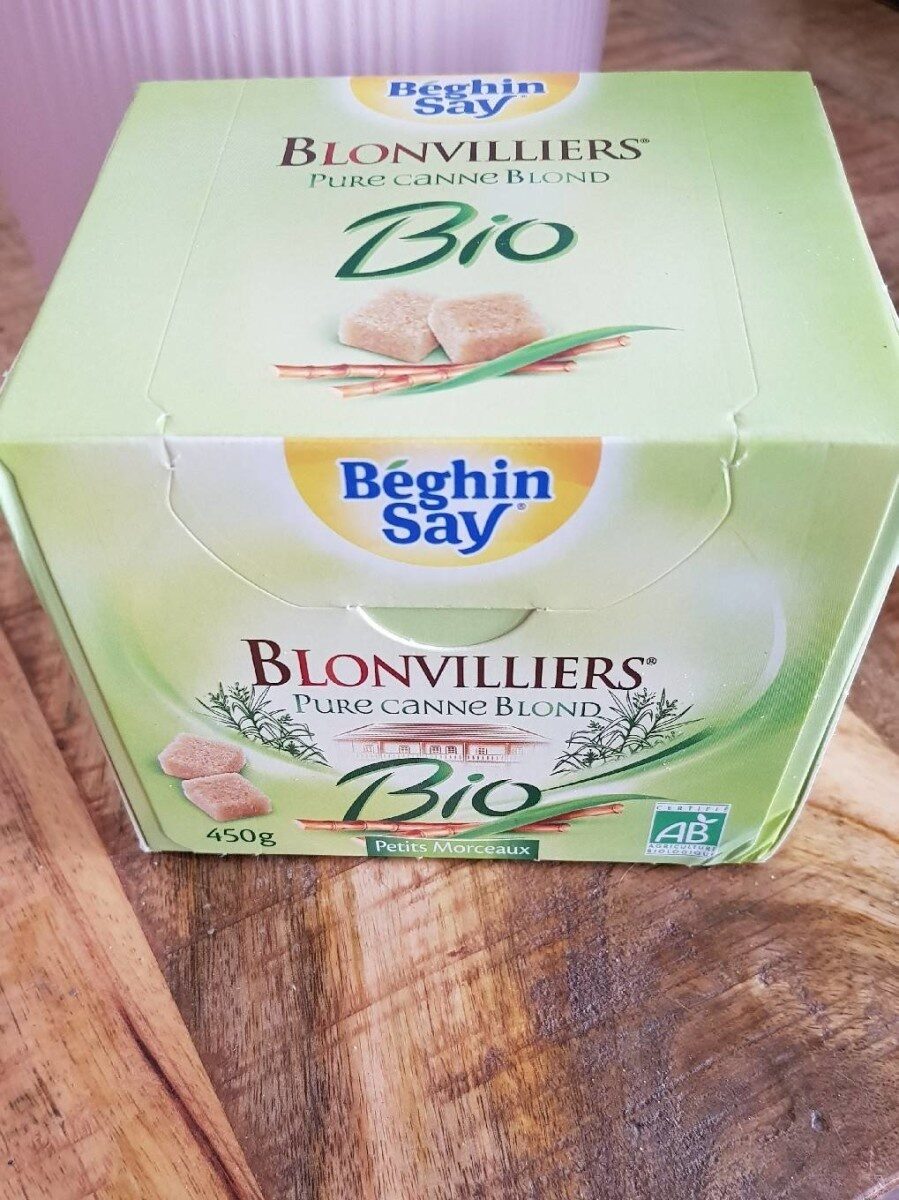 Béghin
Say
BLONVILLIERS®
PURE CANNE BLOND
Bio
Béghin
Say®
BLONVILLIERS®
PURE CANNE BLOND
Bio
450g
Petits Morceaux
CERTIFIÉ
AB
AGRICULTURE
BIOLOGIQUE